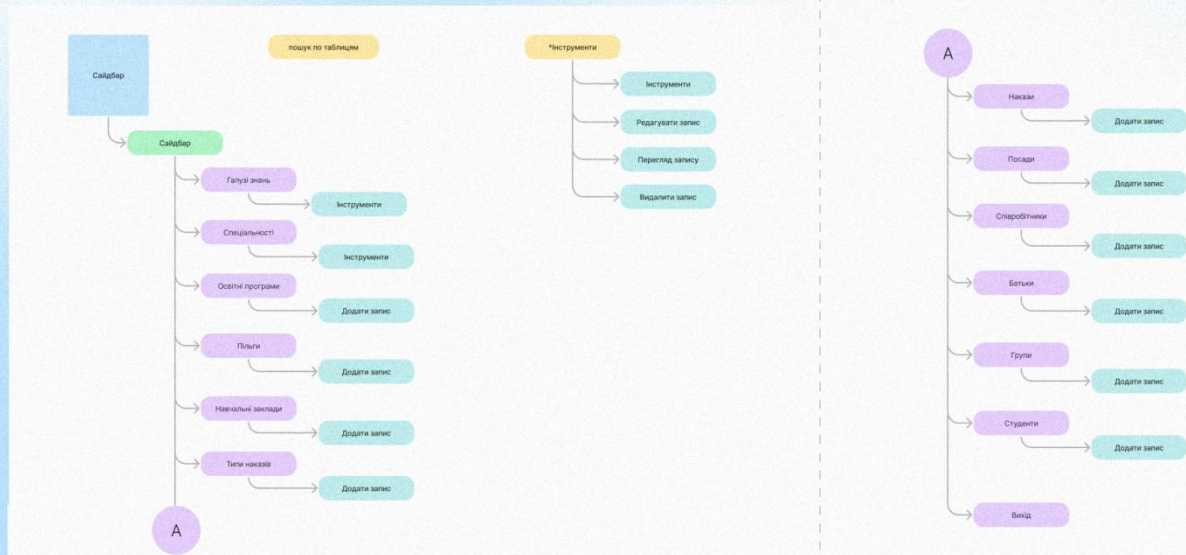 Сайдбар
Сайдбар
Галузі знань
Інструменти
Спеціальності
Інструменти
Освітні програми
Додати запис
Пільги
Додати запис
Навчальні заклади
Додати запис
Типи наказів
Додати запис
А
пошук по таблицям
*Інструменти
Інструменти
Редагувати запис
Перегляд запису
Видалити запис
А
Накази
Додати запис
Посади
Додати запис
Співробітники
Додати запис
Батьки
Додати запис
Групи
Додати запис
Студенти
Додати запис
Вихід